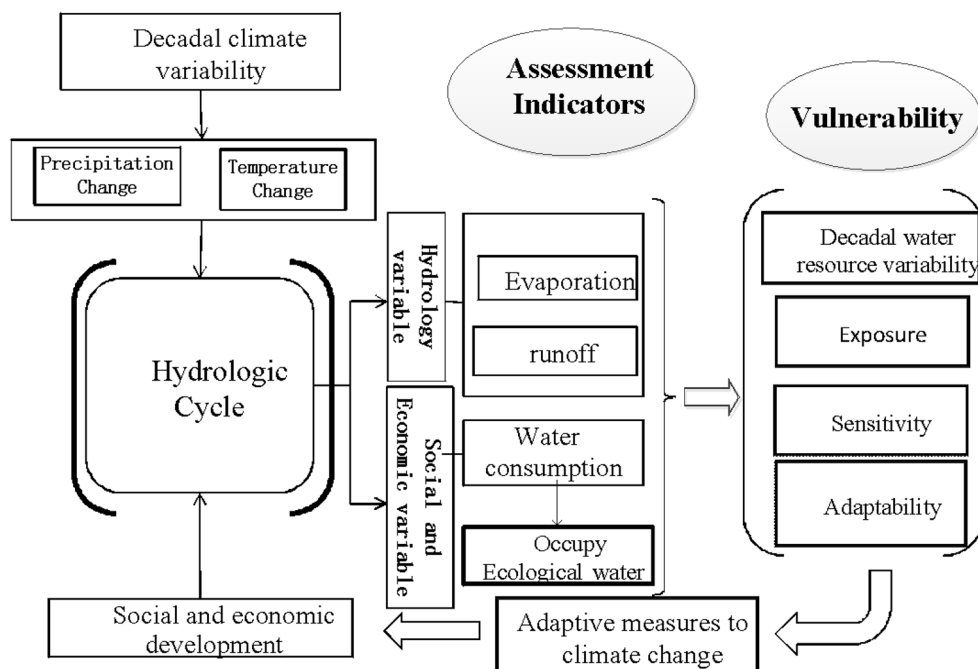 Decadal climate
variability
Precipitation
Change
Temperature
Change
Hydrologic
Cycle
Social and economic
development
Assessment
Indicators
Hydrology
variable
Evaporation
runoff
Social and
Economic variable
Water
consumption
Occupy
Ecological water
Adaptive measures to
climate change
Vulnerability
Decadal water
resource variability
Exposure
Sensitivity
Adaptability